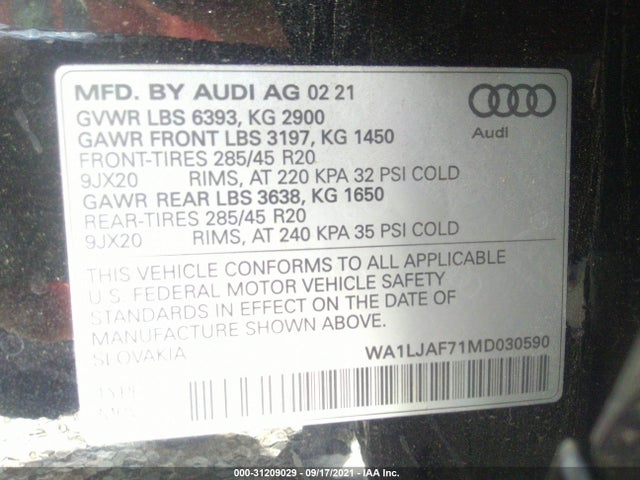 MFD. BY AUDI AG 02 21
GVWR LBS 6393, KG 2900
GAWR FRONT LBS 3197, KG 1450
FRONT-TIRES 285/45 R20
9JX20 RIMS, AT 220 KPA 32 PSI COLD
GAWR REAR LBS 3638, KG 1650
REAR-TIRES 285/45 R20
9JX20 RIMS, AT 240 KPA 35 PSI COLD
Audi
THIS VEHICLE CONFORMS TO ALL APPLICABLE
U.S. FEDERAL MOTOR VEHICLE SAFETY
STANDARDS IN EFFECT ON THE DATE OF
MANUFACTURE SHOWN ABOVE.
SLOVAKIA WA1LJAF71MD030590
000-31209029 - 09/17/2021 - IAA Inc.